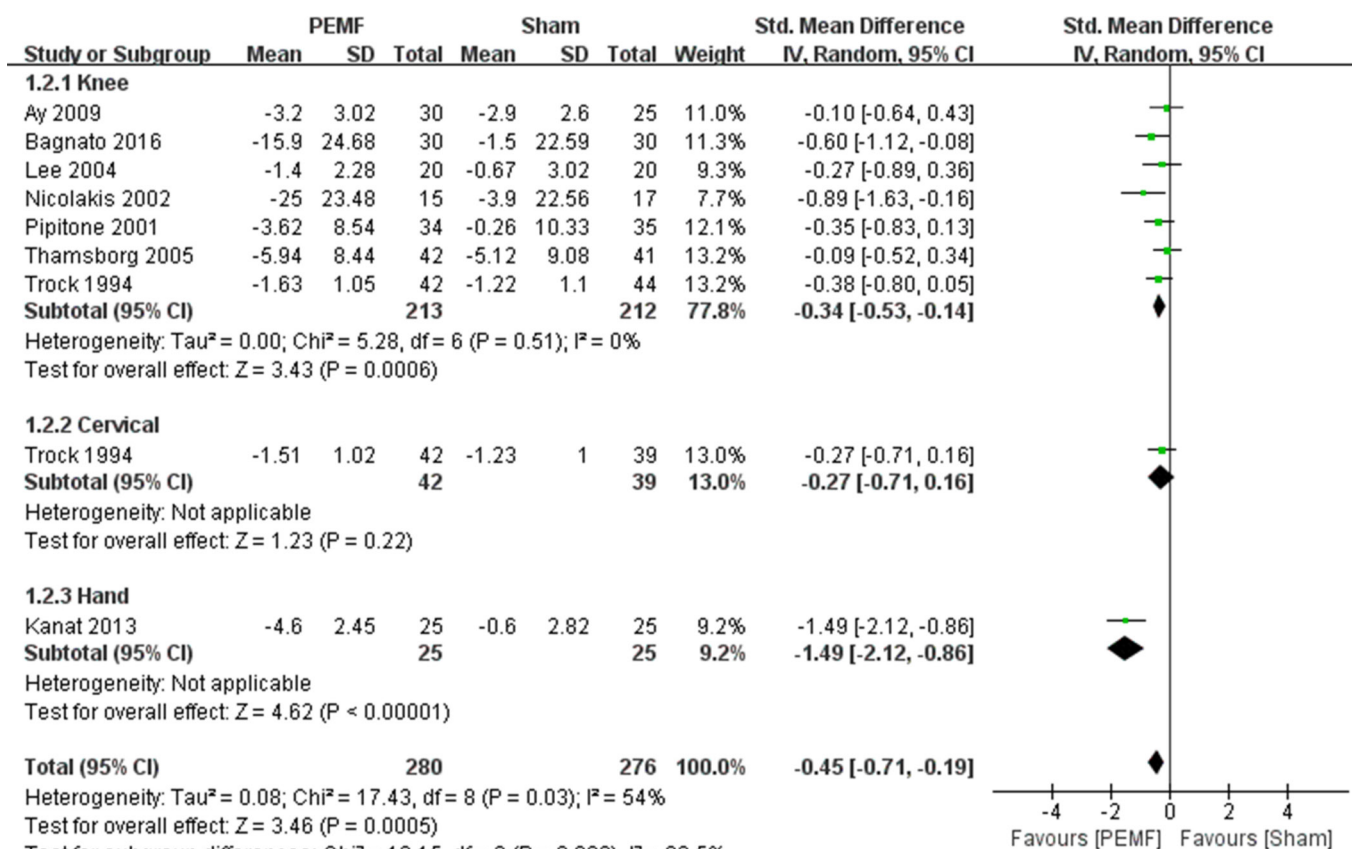 PEMF Sham Std. Mean Difference Std. Mean Difference
Study or Subgroup Mean SD Total Mean SD Total Weight IV, Random, 95% CI IV, Random, 95% CI
1.2.1 Knee
Ay 2009 -3.2 3.02 30 -2.9 2.6 25 11.0% -0.10 [-0.64, 0.43]
Bagnato 2016 -15.9 24.68 30 -1.5 22.59 30 11.3% -0.60 [-1.12, -0.08]
Lee 2004 -1.4 2.28 20 -0.67 3.02 20 9.3% -0.27 [-0.89, 0.36]
Nicolakis 2002 -25 23.48 15 -3.9 22.56 17 7.7% -0.89 [-1.63, -0.16]
Pipitone 2001 -3.62 8.54 34 -0.26 10.33 35 12.1% -0.35 [-0.83, 0.13]
Thamsborg 2005 -5.94 8.44 42 -5.12 9.08 41 13.2% -0.09 [-0.52, 0.34]
Trock 1994 -1.63 1.05 42 -1.22 1.1 44 13.2% -0.38 [-0.80, 0.05]
Subtotal (95% CI) 213 212 77.8% -0.34 [-0.53, -0.14]
Heterogeneity: Tau² = 0.00; Chi² = 5.28, df = 6 (P = 0.51); I² = 0%
Test for overall effect: Z = 3.43 (P = 0.0006)
1.2.2 Cervical
Trock 1994 -1.51 1.02 42 -1.23 1 39 13.0% -0.27 [-0.71, 0.16]
Subtotal (95% CI) 42 39 13.0% -0.27 [-0.71, 0.16]
Heterogeneity: Not applicable
Test for overall effect: Z = 1.23 (P = 0.22)
1.2.3 Hand
Kanat 2013 -4.6 2.45 25 -0.6 2.82 25 9.2% -1.49 [-2.12, -0.86]
Subtotal (95% CI) 25 25 9.2% -1.49 [-2.12, -0.86]
Heterogeneity: Not applicable
Test for overall effect: Z = 4.62 (P < 0.00001)
Total (95% CI) 280 276 100.0% -0.45 [-0.71, -0.19]
Heterogeneity: Tau² = 0.08; Chi² = 17.43, df = 8 (P = 0.03); I² = 54%
Test for overall effect: Z = 3.46 (P = 0.0005)
-4 -2 0 2 4
Favours [PEMF] Favours [Sham]